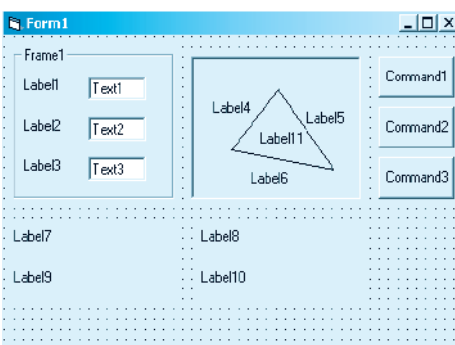 Form1
Frame1
Label1 Text1
Label2 Text2
Label3 Text3
Label4
Label5
Label11
Label6
Command1
Command2
Command3
Label7 Label8
Label9 Label10